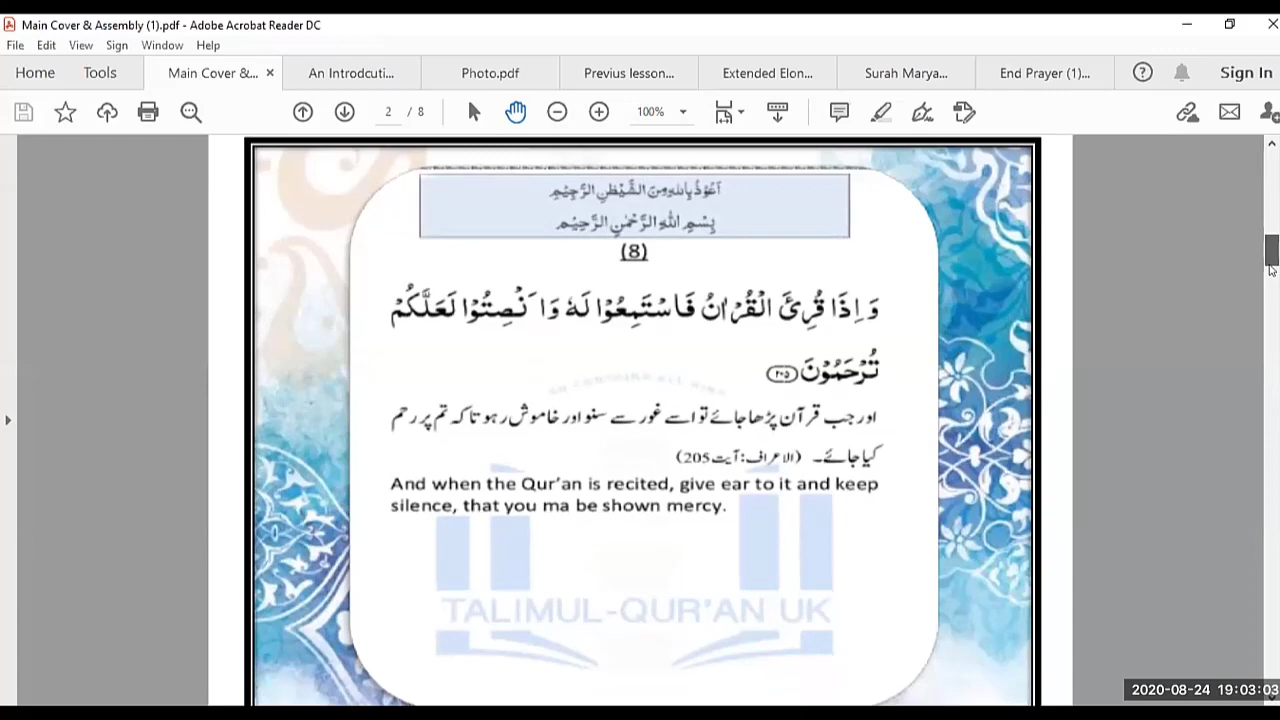 Main Cover & Assembly (1).pdf - Adobe Acrobat Reader DC
File Edit View Sign Window Help
Home Tools Main Cover &... × An Introdcuti... Photo.pdf Previus lesson... Extended Elon... Surah Marya... End Prayer (1)... Sign In
2 / 8 100%
اَعُوْذُ بِاللهِ مِنَ الشَّيْطٰنِ الرَّجِيْمِ
بِسْمِ اللهِ الرَّحْمٰنِ الرَّحِيْمِ
(8)
وَ اِذَا قُرِئَ الْقُرْاٰنُ فَاسْتَمِعُوْا لَهٗ وَ اَنْصِتُوْا لَعَلَّكُمْ
تُرْحَمُوْنَ ۲۰۵
اور جب قرآن پڑھا جائے تو اسے غور سے سنو اور خاموش رہو تاکہ تم پر رحم
کیا جائے۔ (الاعراف: آیت 205)
And when the Qur’an is recited, give ear to it and keep
silence, that you ma be shown mercy.
TALIMUL-QUR’AN UK
2020-08-24 19:03:03